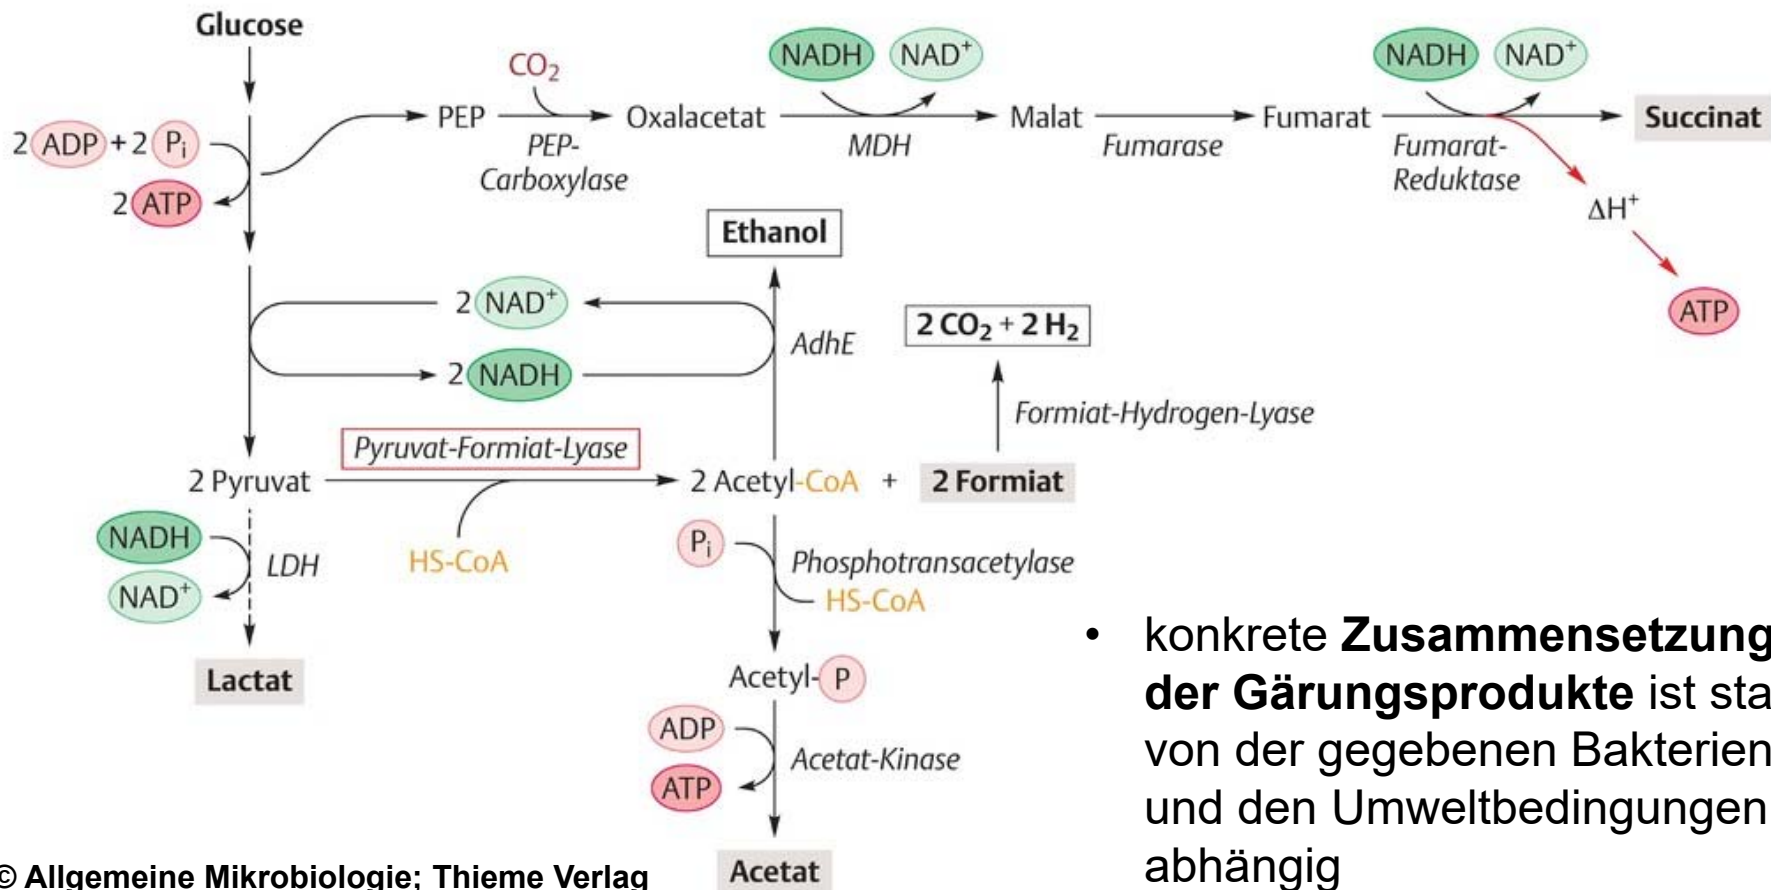 Glucose
CO₂
NADH NAD⁺
NADH NAD⁺
2 ADP + 2 Pᵢ
PEP
Oxalacetat
Malat
Fumarat
Succinat
PEP-
Carboxylase
MDH
Fumarase
Fumarat-
Reduktase
2 ATP
ΔH⁺
ATP
Ethanol
2 NAD⁺
2 CO₂ + 2 H₂
AdhE
2 NADH
Formiat-Hydrogen-Lyase
Pyruvat-Formiat-Lyase
2 Pyruvat
2 Acetyl-CoA + 2 Formiat
NADH
NAD⁺
LDH
HS-CoA
Pᵢ
Phosphotransacetylase
HS-CoA
Lactat
Acetyl-P
ADP
ATP
Acetat-Kinase
Acetat
• konkrete Zusammensetzung
der Gärungsprodukte ist
von der gegebenen Bakterien
und den Umweltbedingungen
abhängig
© Allgemeine Mikrobiologie; Thieme Verlag